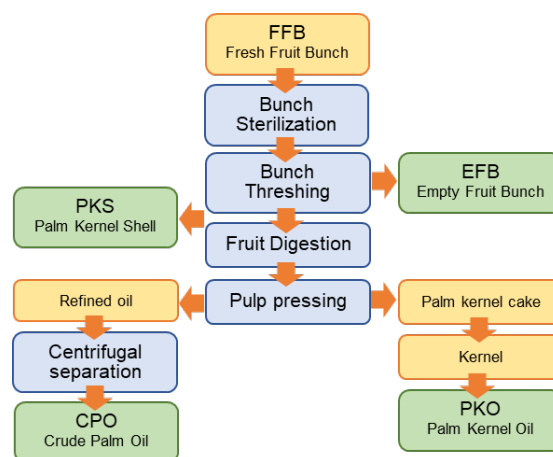 FFB
Fresh Fruit Bunch
Bunch
Sterilization
Bunch
Threshing
EFB
Empty Fruit Bunch
PKS
Palm Kernel Shell
Fruit Digestion
Refined oil
Pulp pressing
Palm kernel cake
Centrifugal
separation
Kernel
CPO
Crude Palm Oil
PKO
Palm Kernel Oil